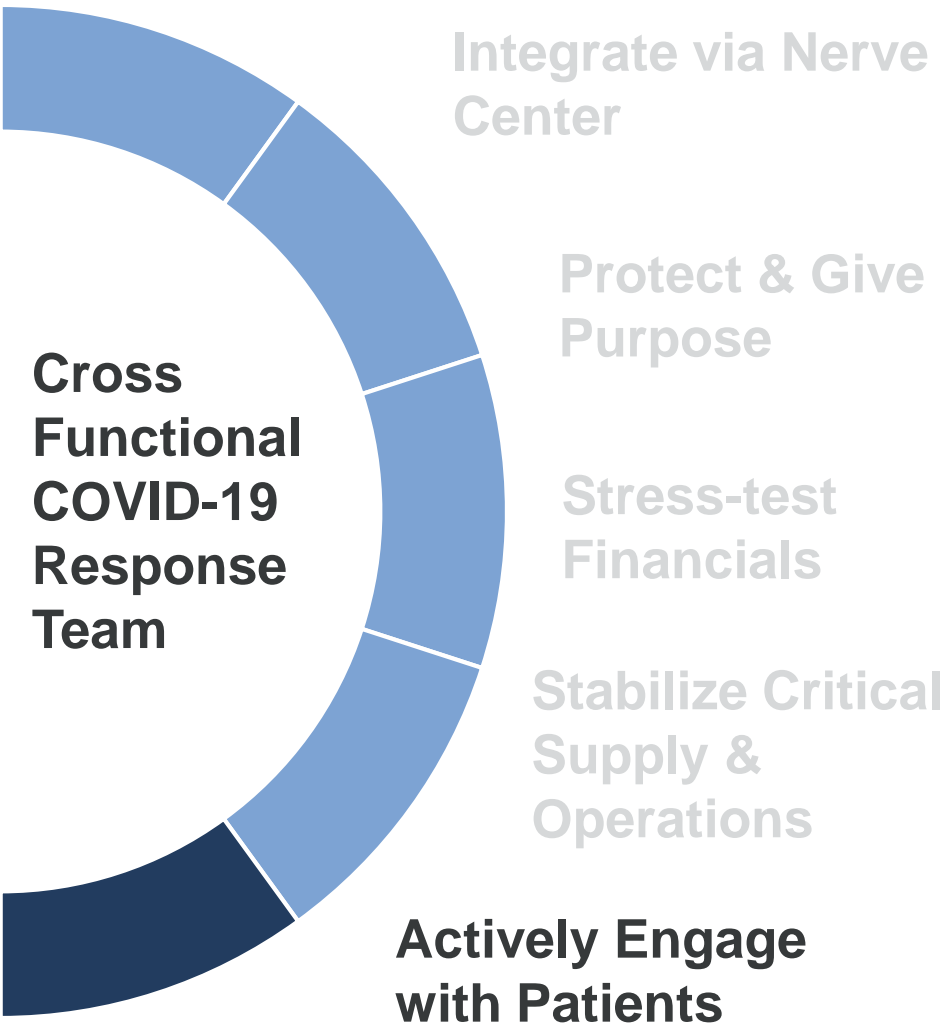 Integrate via Nerve
Center
Protect & Give
Purpose
Cross
Functional
COVID-19
Response
Team
Stress-test
Financials
Stabilize Critical
Supply &
Operations
Actively Engage
with Patients